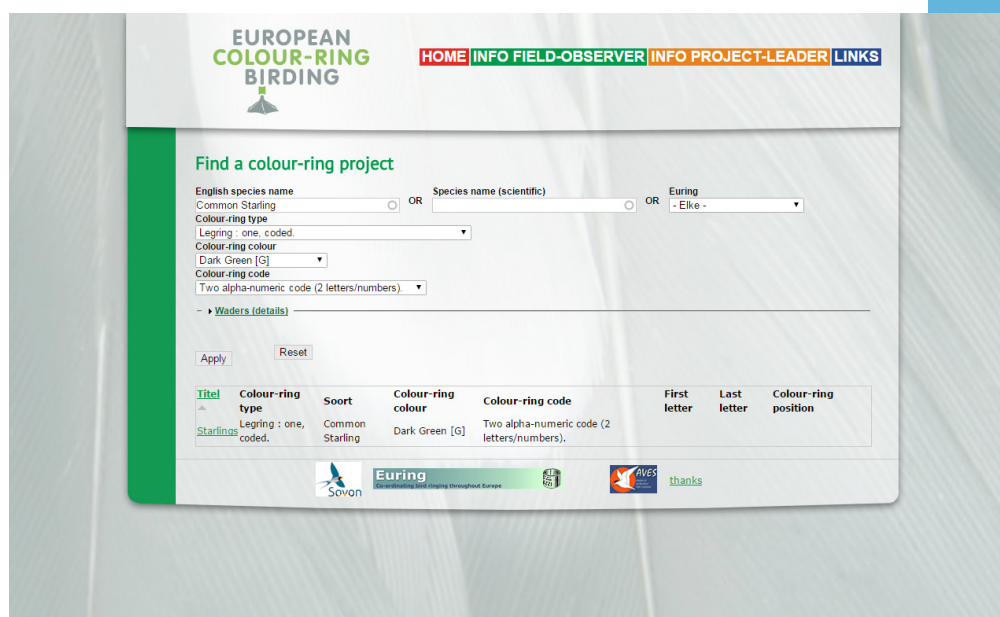 EUROPEAN
COLOUR-RING
BIRDING
HOME INFO FIELD-OBSERVER INFO PROJECT-LEADER LINKS
Find a colour-ring project
English species name
Common Starling
OR
Species name (scientific)
OR
Euring
- Elke -
Colour-ring type
Legring : one, coded.
Colour-ring colour
Dark Green [G]
Colour-ring code
Two alpha-numeric code (2 letters/numbers).
Waders (details)
Apply
Reset
Titel Colour-ring type Soort Colour-ring colour Colour-ring code First letter Last letter Colour-ring position
Starlings Legring : one, coded. Common Starling Dark Green [G] Two alpha-numeric code (2 letters/numbers).
Sovon
Euring
Co-ordinating bird ringing throughout Europe
AVES
thanks